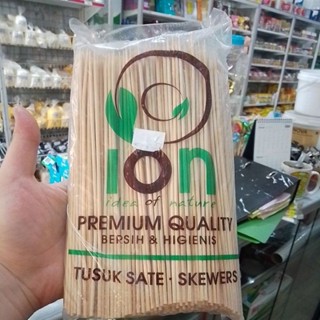 ion
idea of nature
PREMIUM QUALITY
BERSIH & HIGIENIS
TUSUK SATE · SKEWERS